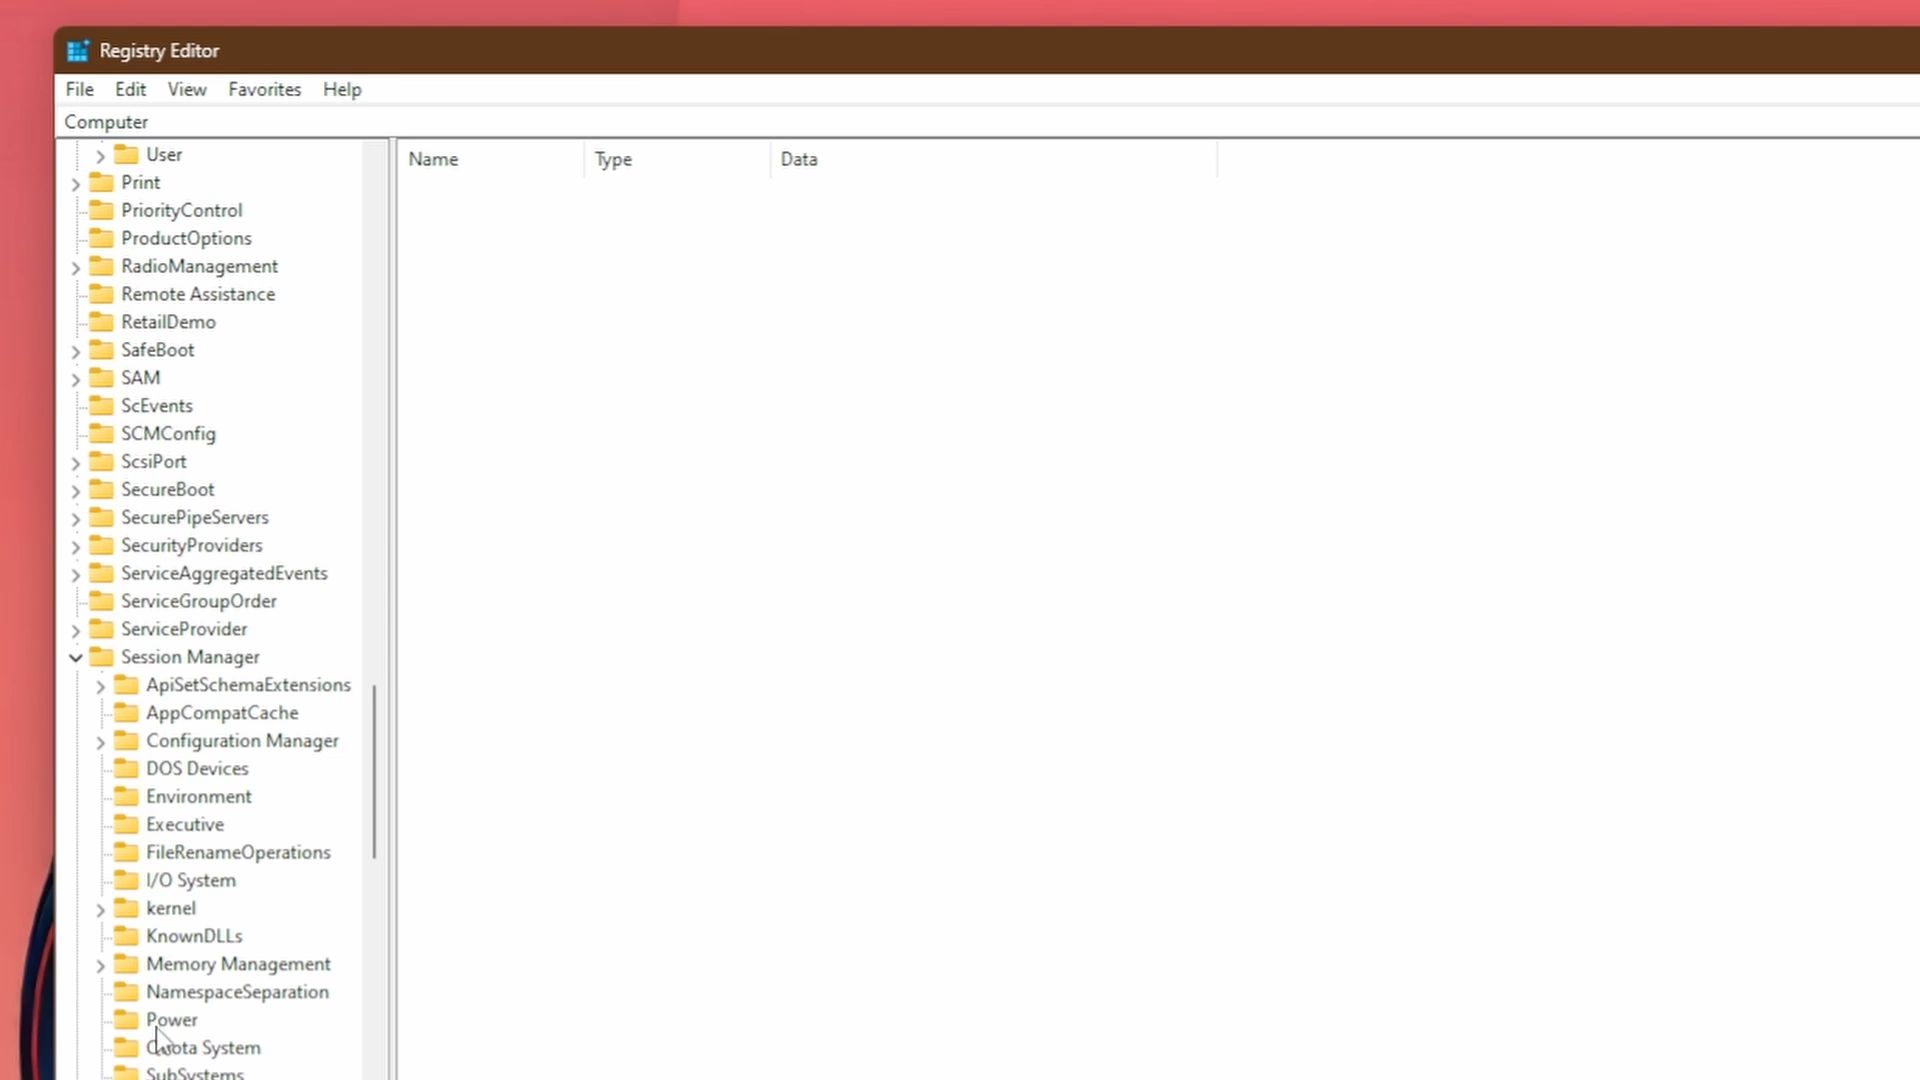 Registry Editor
File Edit View Favorites Help
Computer
Name Type Data
User
Print
PriorityControl
ProductOptions
RadioManagement
Remote Assistance
RetailDemo
SafeBoot
SAM
ScEvents
SCMConfig
ScsiPort
SecureBoot
SecurePipeServers
SecurityProviders
ServiceAggregatedEvents
ServiceGroupOrder
ServiceProvider
Session Manager
ApiSetSchemaExtensions
AppCompatCache
Configuration Manager
DOS Devices
Environment
Executive
FileRenameOperations
I/O System
kernel
KnownDLLs
Memory Management
NamespaceSeparation
Power
Quota System
SubSystems